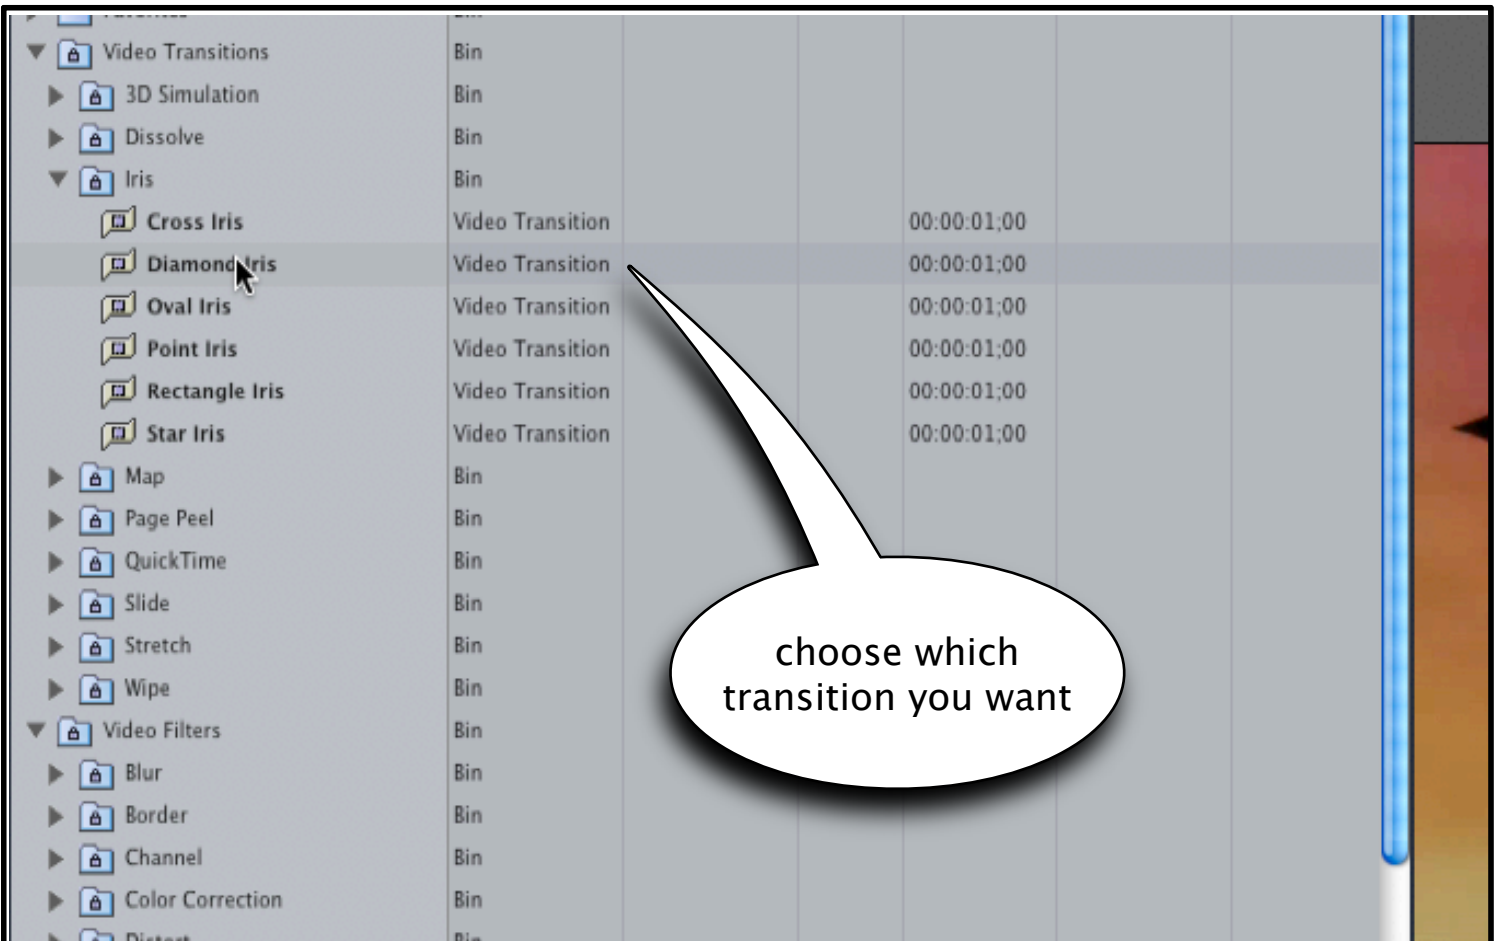 Favorites Bin
Video Transitions Bin
3D Simulation Bin
Dissolve Bin
Iris Bin
Cross Iris Video Transition 00:00:01;00
Diamond Iris Video Transition 00:00:01;00
Oval Iris Video Transition 00:00:01;00
Point Iris Video Transition 00:00:01;00
Rectangle Iris Video Transition 00:00:01;00
Star Iris Video Transition 00:00:01;00
Map Bin
Page Peel Bin
QuickTime Bin
Slide Bin
Stretch Bin
Wipe Bin
choose which
transition you want
Video Filters Bin
Blur Bin
Border Bin
Channel Bin
Color Correction Bin
Distort Bin